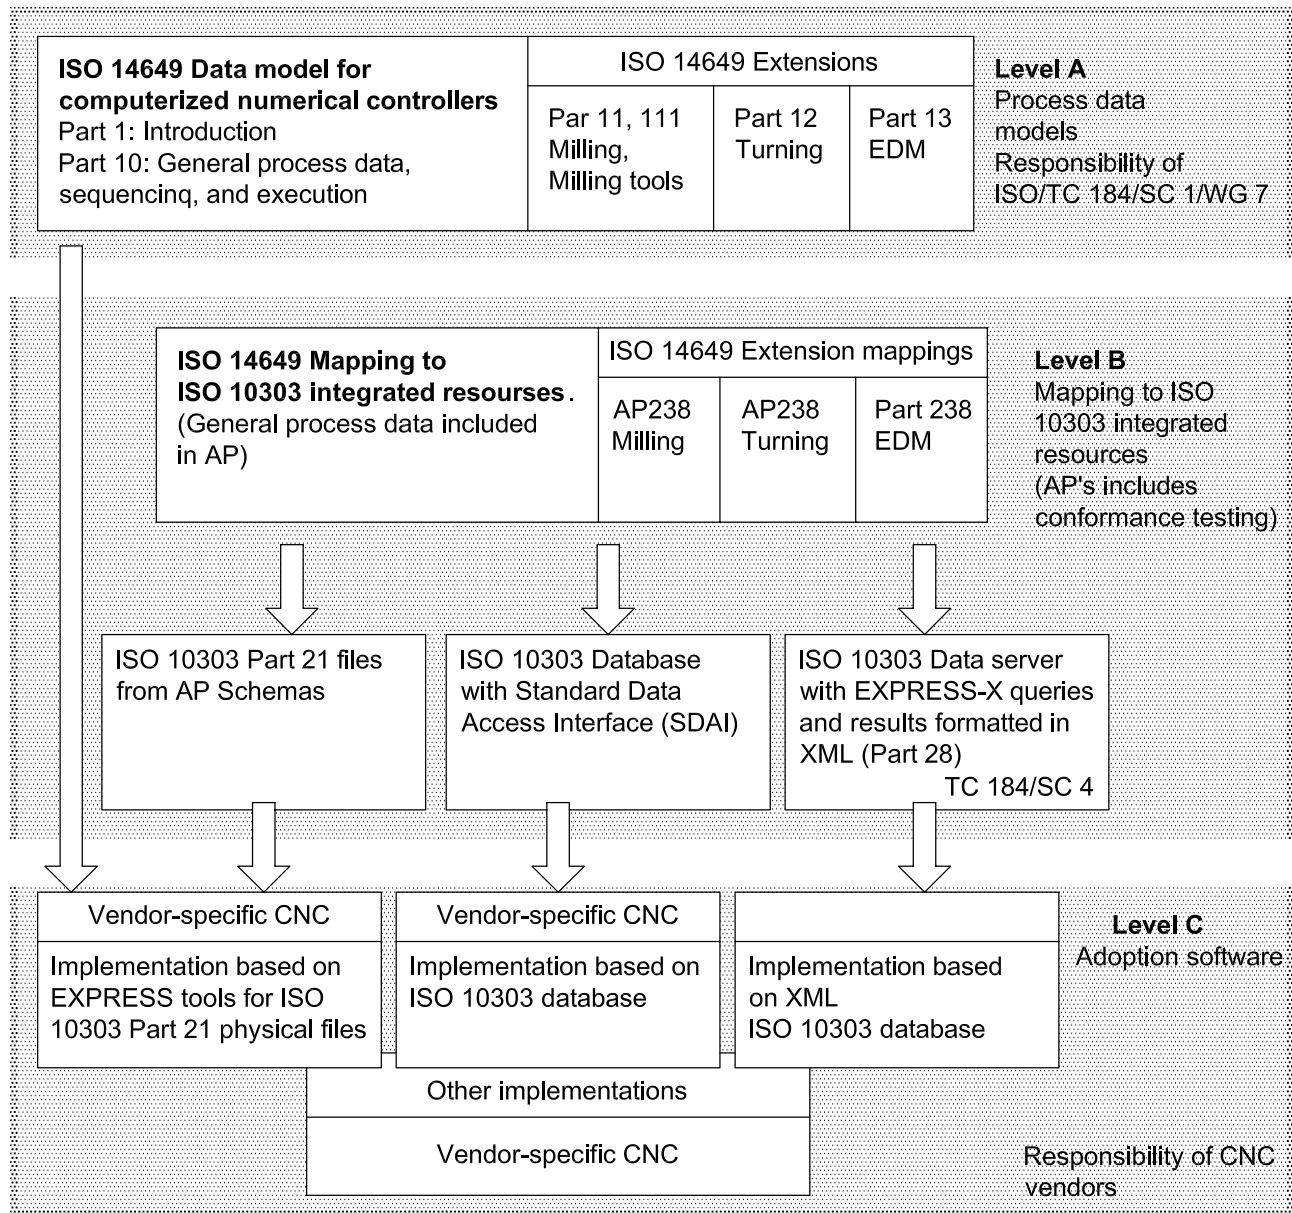 ISO 14649 Data model for
computerized numerical controllers
Part 1: Introduction
Part 10: General process data,
sequencinq, and execution
ISO 14649 Extensions
Par 11, 111
Milling,
Milling tools
Part 12
Turning
Part 13
EDM
Level A
Process data
models
Responsibility of
ISO/TC 184/SC 1/WG 7
ISO 14649 Mapping to
ISO 10303 integrated resourses.
(General process data included
in AP)
ISO 14649 Extension mappings
AP238
Milling
AP238
Turning
Part 238
EDM
Level B
Mapping to ISO
10303 integrated
resources
(AP's includes
conformance testing)
ISO 10303 Part 21 files
from AP Schemas
ISO 10303 Database
with Standard Data
Access Interface (SDAI)
ISO 10303 Data server
with EXPRESS-X queries
and results formatted in
XML (Part 28)
TC 184/SC 4
Vendor-specific CNC
Implementation based on
EXPRESS tools for ISO
10303 Part 21 physical files
Vendor-specific CNC
Implementation based on
ISO 10303 database
Implementation based
on XML
ISO 10303 database
Level C
Adoption software
Other implementations
Vendor-specific CNC
Responsibility of CNC
vendors